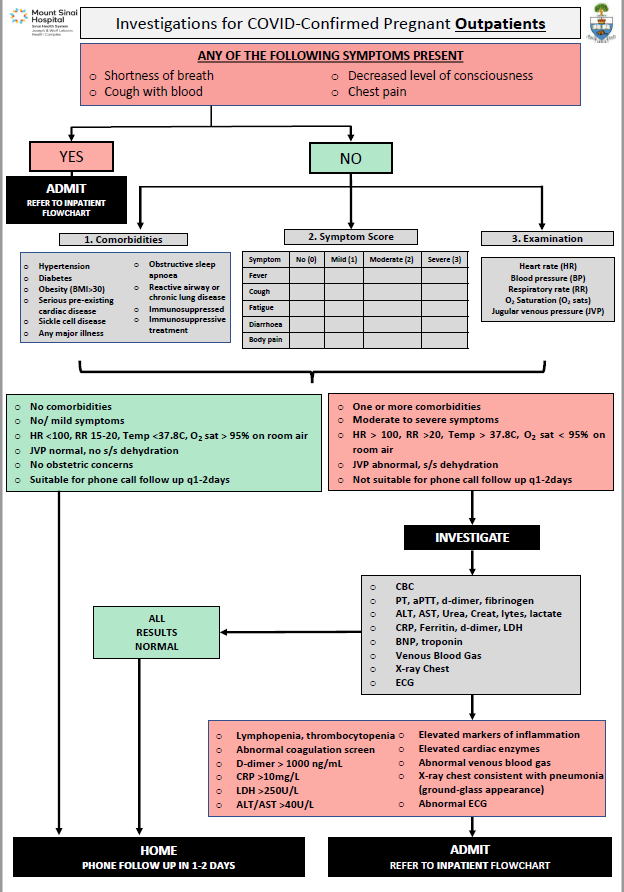 Mount Sinai
Hospital
Sinai Health System
Joseph & Wolf Lebovic
Health Complex
Investigations for COVID-Confirmed Pregnant Outpatients
ANY OF THE FOLLOWING SYMPTOMS PRESENT
○ Shortness of breath
○ Cough with blood
○ Decreased level of consciousness
○ Chest pain
YES
NO
ADMIT
REFER TO INPATIENT
FLOWCHART
1. Comorbidities
○ Hypertension
○ Diabetes
○ Obesity (BMI>30)
○ Serious pre-existing
cardiac disease
○ Sickle cell disease
○ Any major illness
○ Obstructive sleep
apnoea
○ Reactive airway or
chronic lung disease
○ Immunosuppressed
○ Immunosuppressive
treatment
2. Symptom Score
Symptom No (0) Mild (1) Moderate (2) Severe (3)
Fever
Cough
Fatigue
Diarrhoea
Body pain
3. Examination
Heart rate (HR)
Blood pressure (BP)
Respiratory rate (RR)
O₂ Saturation (O₂ sats)
Jugular venous pressure (JVP)
○ No comorbidities
○ No/ mild symptoms
○ HR <100, RR 15-20, Temp <37.8C, O₂ sat > 95% on room air
○ JVP normal, no s/s dehydration
○ No obstetric concerns
○ Suitable for phone call follow up q1-2days
○ One or more comorbidities
○ Moderate to severe symptoms
○ HR > 100, RR >20, Temp > 37.8C, O₂ sat < 95% on
room air
○ JVP abnormal, s/s dehydration
○ Not suitable for phone call follow up q1-2days
INVESTIGATE
○ CBC
○ PT, aPTT, d-dimer, fibrinogen
○ ALT, AST, Urea, Creat, lytes, lactate
○ CRP, Ferritin, d-dimer, LDH
○ BNP, troponin
○ Venous Blood Gas
○ X-ray Chest
○ ECG
ALL
RESULTS
NORMAL
○ Lymphopenia, thrombocytopenia
○ Abnormal coagulation screen
○ D-dimer > 1000 ng/mL
○ CRP >10mg/L
○ LDH >250U/L
○ ALT/AST >40U/L
○ Elevated markers of inflammation
○ Elevated cardiac enzymes
○ Abnormal venous blood gas
○ X-ray chest consistent with pneumonia
(ground-glass appearance)
○ Abnormal ECG
HOME
PHONE FOLLOW UP IN 1-2 DAYS
ADMIT
REFER TO INPATIENT FLOWCHART